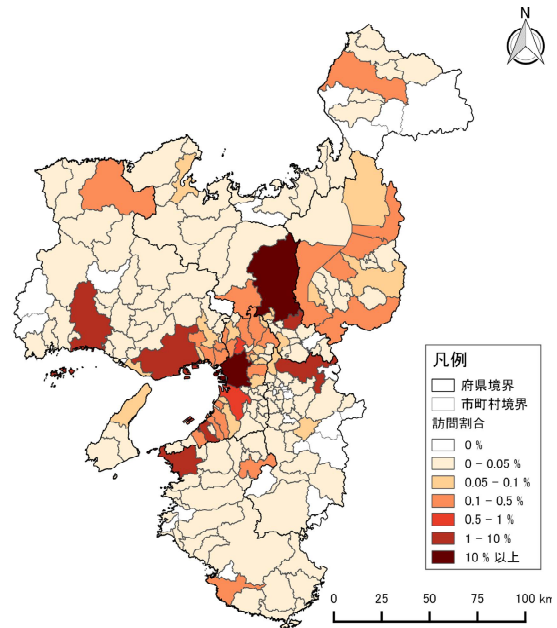 N
凡例
府県境界
市町村境界
訪問割合
0 %
0 - 0.05 %
0.05 - 0.1 %
0.1 - 0.5 %
0.5 - 1 %
1 - 10 %
10 % 以上
0 25 50 75 100 km